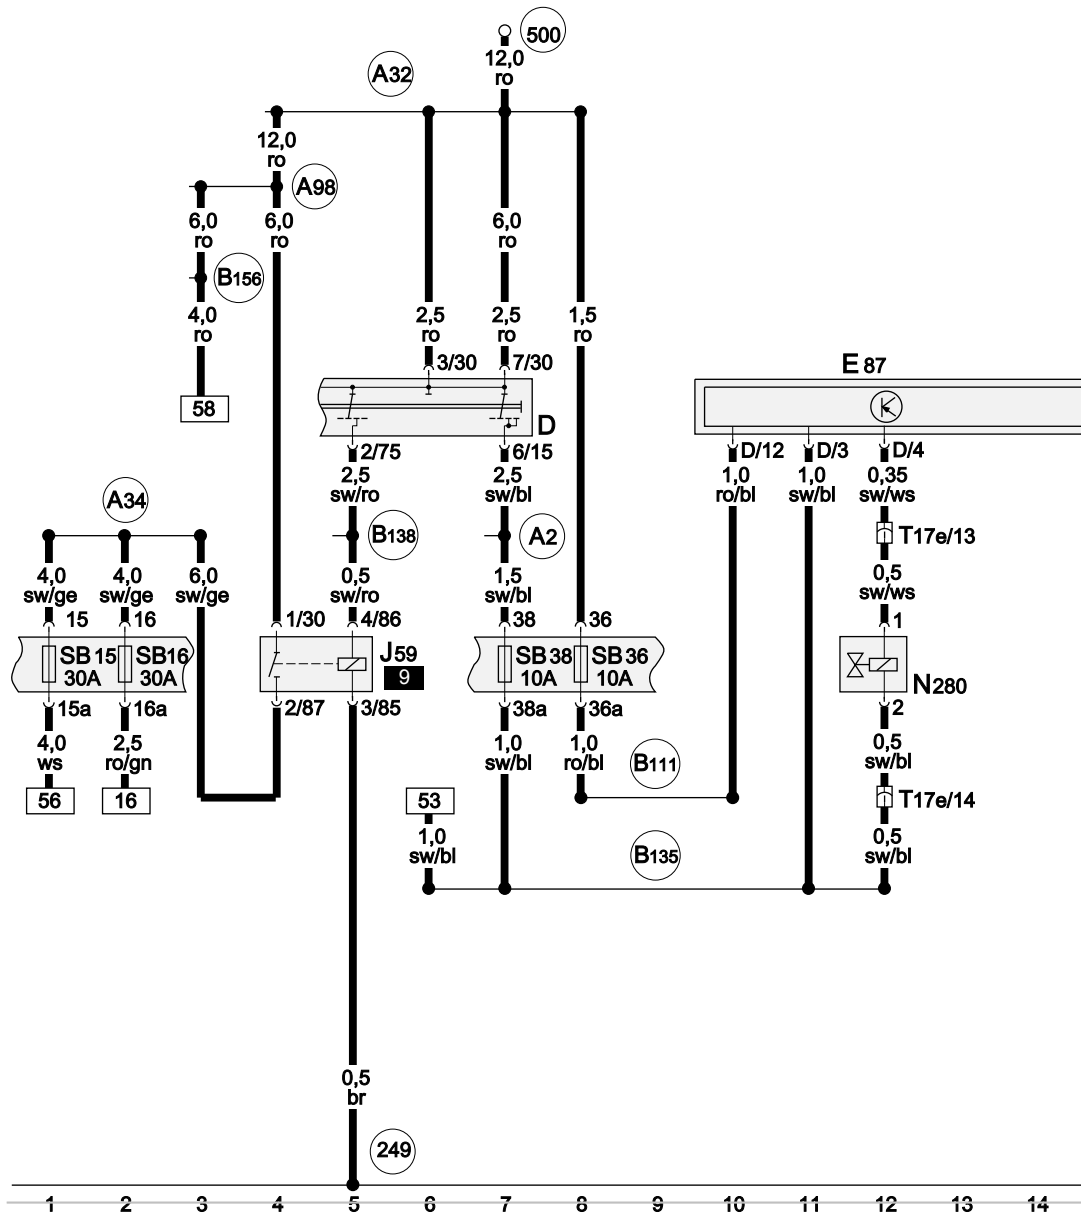 500
12,0
ro
A32
12,0
ro
A98
6,0
ro
6,0
ro
6,0
ro
B156
4,0
ro
2,5
ro
2,5
ro
1,5
ro
3/30
7/30
E 87
58
D
2/75
6/15
D/12
D/3
D/4
2,5
sw/ro
2,5
sw/bl
1,0
ro/bl
1,0
sw/bl
0,35
sw/ws
A34
B138
A2
T17e/13
4,0
sw/ge
4,0
sw/ge
6,0
sw/ge
0,5
sw/ro
1,5
sw/bl
0,5
sw/ws
15
16
1/30
4/86
38
36
1
SB 15
30A
SB16
30A
J59
9
SB 38
10A
SB 36
10A
N280
15a
16a
2/87
3/85
38a
36a
2
4,0
ws
2,5
ro/gn
1,0
sw/bl
1,0
ro/bl
B111
0,5
sw/bl
56
16
53
T17e/14
1,0
sw/bl
B135
0,5
sw/bl
0,5
br
249
1 2 3 4 5 6 7 8 9 10 11 12 13 14